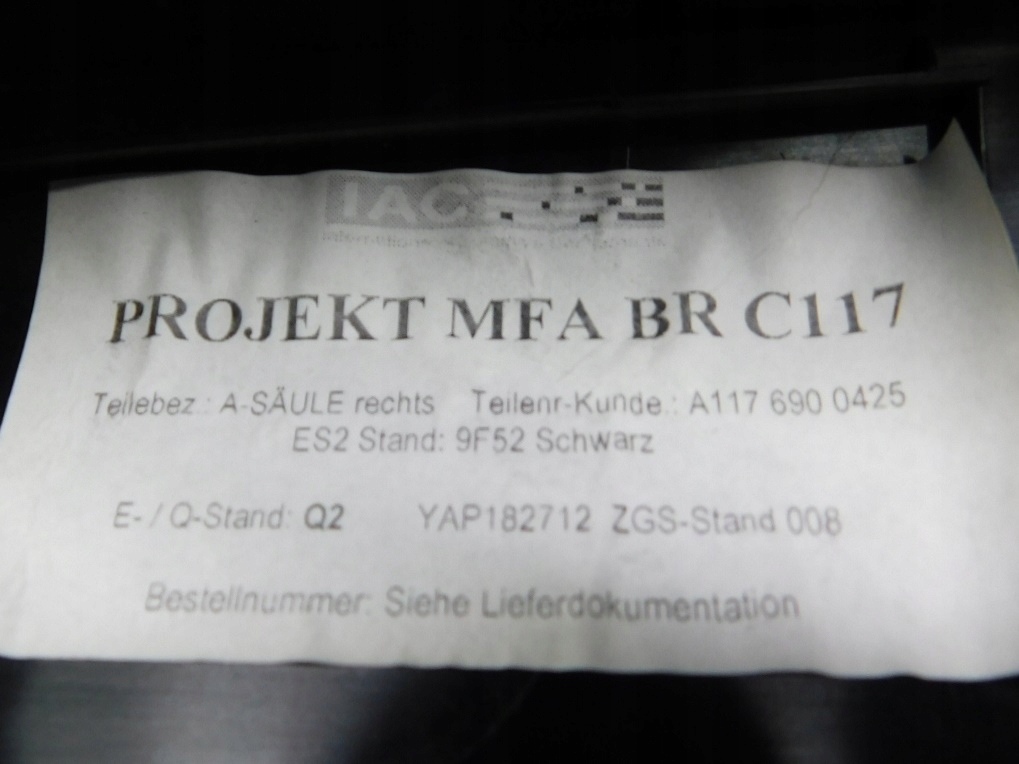 IAC
PROJEKT MFA BR C117
Teilebez.: A-SÄULE rechts Teilenr-Kunde.: A117 690 0425
ES2 Stand: 9F52 Schwarz
E- / Q-Stand: Q2 YAP182712 ZGS-Stand 008
Bestellnummer: Siehe Lieferdokumentation